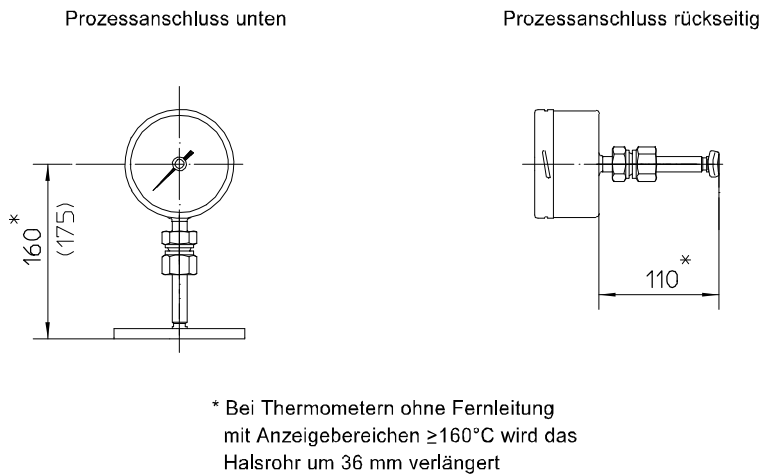 Prozessanschluss unten
Prozessanschluss rückseitig
160*
(175)
110*
* Bei Thermometern ohne Fernleitung
mit Anzeigebereichen ≥160°C wird das
Halsrohr um 36 mm verlängert